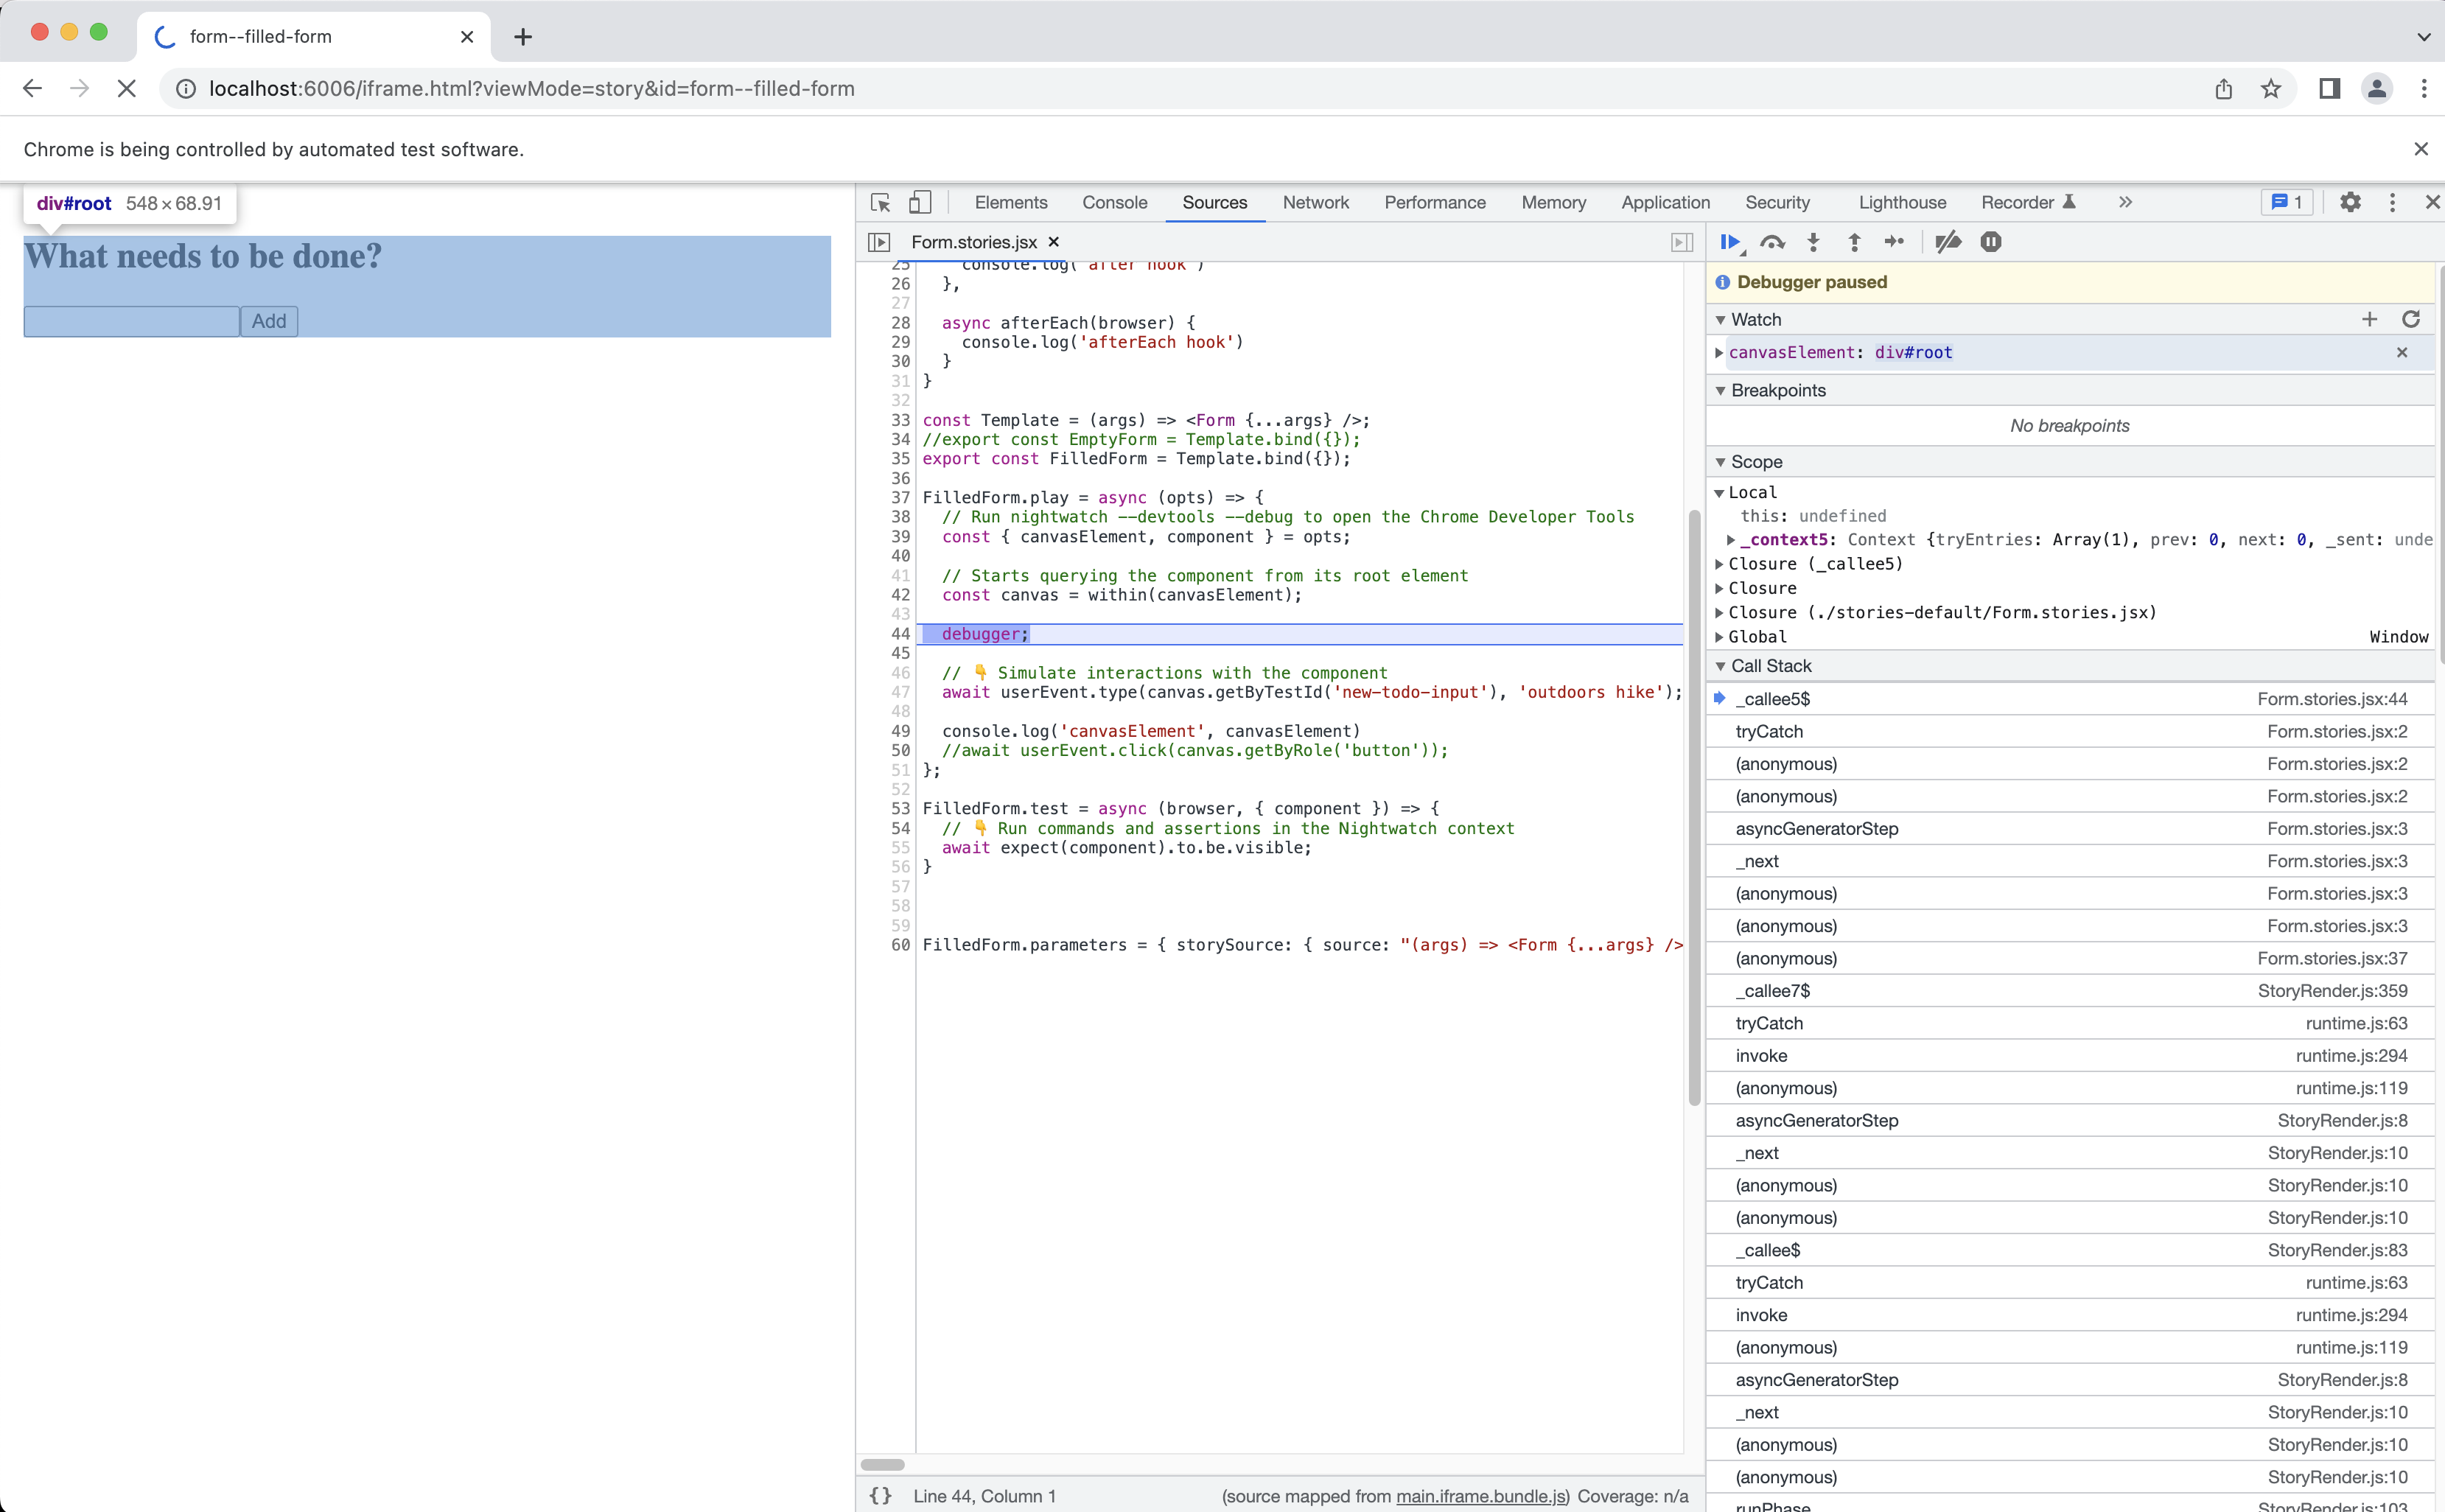 form--filled-form
localhost:6006/iframe.html?viewMode=story&id=form--filled-form
Chrome is being controlled by automated test software.
div#root 548 × 68.91
What needs to be done?
Add
Elements Console Sources Network Performance Memory Application Security Lighthouse Recorder 1
Form.stories.jsx
25 console.log('after hook')
26 },
27
28 async afterEach(browser) {
29 console.log('afterEach hook')
30 }
31 }
32
33 const Template = (args) => <Form {...args} />;
34 //export const EmptyForm = Template.bind({});
35 export const FilledForm = Template.bind({});
36
37 FilledForm.play = async (opts) => {
38 // Run nightwatch --devtools --debug to open the Chrome Developer Tools
39 const { canvasElement, component } = opts;
40
41 // Starts querying the component from its root element
42 const canvas = within(canvasElement);
43
44 debugger;
45
46 // 👇 Simulate interactions with the component
47 await userEvent.type(canvas.getByTestId('new-todo-input'), 'outdoors hike');
48
49 console.log('canvasElement', canvasElement)
50 //await userEvent.click(canvas.getByRole('button'));
51 };
52
53 FilledForm.test = async (browser, { component }) => {
54 // 👇 Run commands and assertions in the Nightwatch context
55 await expect(component).to.be.visible;
56 }
57
58
59
60 FilledForm.parameters = { storySource: { source: "(args) => <Form {...args} />
{} Line 44, Column 1 (source mapped from main.iframe.bundle.js) Coverage: n/a
Debugger paused
Watch
canvasElement: div#root
Breakpoints
No breakpoints
Scope
Local
this: undefined
_context5: Context {tryEntries: Array(1), prev: 0, next: 0, _sent: unde
Closure (_callee5)
Closure
Closure (./stories-default/Form.stories.jsx)
Global Window
Call Stack
_callee5$ Form.stories.jsx:44
tryCatch Form.stories.jsx:2
(anonymous) Form.stories.jsx:2
(anonymous) Form.stories.jsx:2
asyncGeneratorStep Form.stories.jsx:3
_next Form.stories.jsx:3
(anonymous) Form.stories.jsx:3
(anonymous) Form.stories.jsx:3
(anonymous) Form.stories.jsx:37
_callee7$ StoryRender.js:359
tryCatch runtime.js:63
invoke runtime.js:294
(anonymous) runtime.js:119
asyncGeneratorStep StoryRender.js:8
_next StoryRender.js:10
(anonymous) StoryRender.js:10
(anonymous) StoryRender.js:10
_callee$ StoryRender.js:83
tryCatch runtime.js:63
invoke runtime.js:294
(anonymous) runtime.js:119
asyncGeneratorStep StoryRender.js:8
_next StoryRender.js:10
(anonymous) StoryRender.js:10
(anonymous) StoryRender.js:10
runPhase StoryRender.js:103